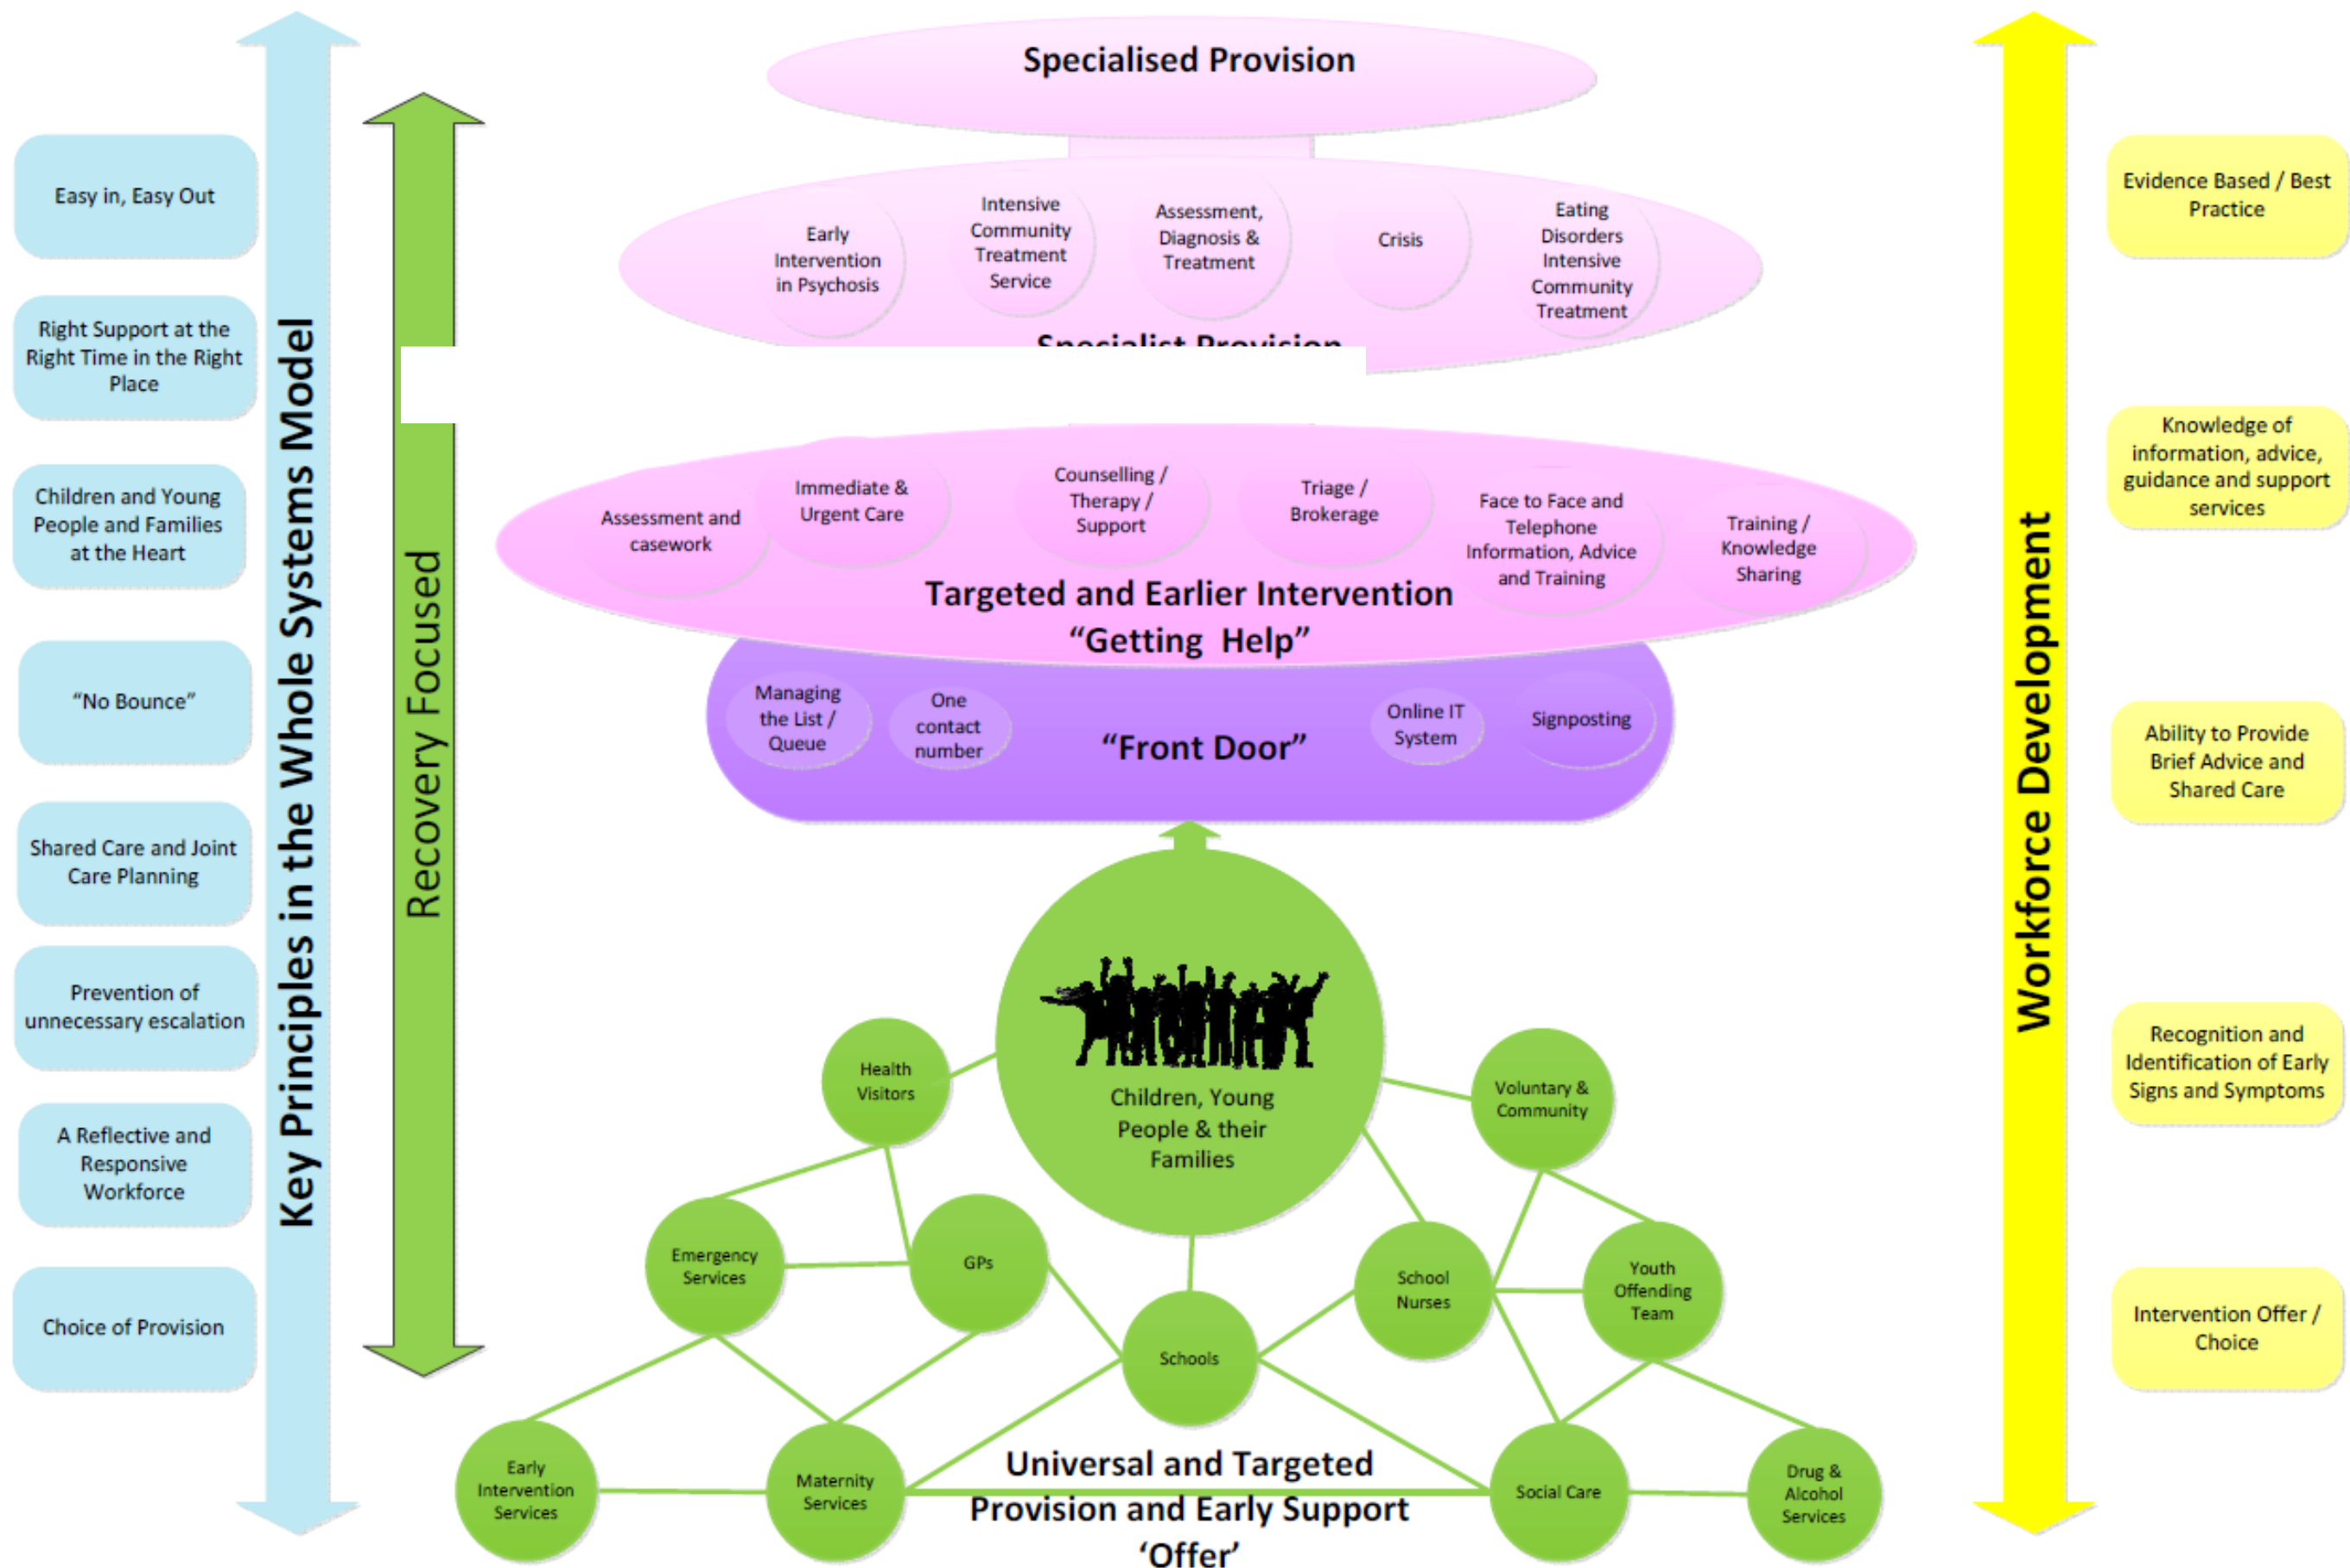 Specialised Provision
Early
Intervention
in Psychosis
Intensive
Community
Treatment
Service
Assessment,
Diagnosis &
Treatment
Crisis
Eating
Disorders
Intensive
Community
Treatment
Specialist Provision
Assessment and
casework
Immediate &
Urgent Care
Counselling /
Therapy /
Support
Triage /
Brokerage
Face to Face and
Telephone
Information, Advice
and Training
Training /
Knowledge
Sharing
Targeted and Earlier Intervention
“Getting Help”
Managing
the List /
Queue
One
contact
number
“Front Door”
Online IT
System
Signposting
Children, Young
People & their
Families
Health
Visitors
Voluntary &
Community
Emergency
Services
GPs
School
Nurses
Youth
Offending
Team
Schools
Early
Intervention
Services
Maternity
Services
Social Care
Drug &
Alcohol
Services
Universal and Targeted
Provision and Early Support
‘Offer’
Easy in, Easy Out
Right Support at the
Right Time in the Right
Place
Children and Young
People and Families
at the Heart
“No Bounce”
Shared Care and Joint
Care Planning
Prevention of
unnecessary escalation
A Reflective and
Responsive
Workforce
Choice of Provision
Key Principles in the Whole Systems Model
Recovery Focused
Workforce Development
Evidence Based / Best
Practice
Knowledge of
information, advice,
guidance and support
services
Ability to Provide
Brief Advice and
Shared Care
Recognition and
Identification of Early
Signs and Symptoms
Intervention Offer /
Choice